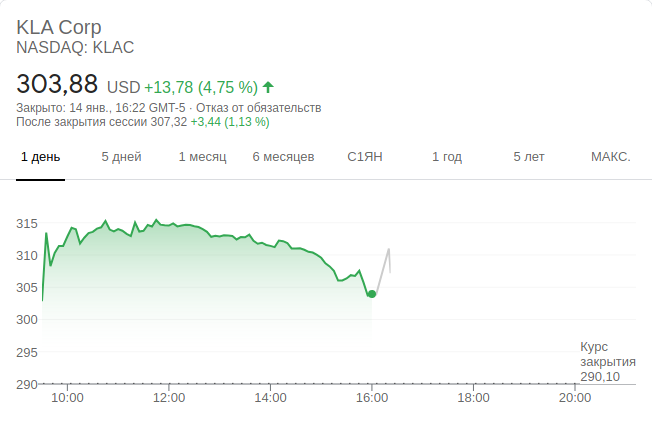 KLA Corp
NASDAQ: KLAC
303,88 USD +13,78 (4,75 %)
Закрыто: 14 янв., 16:22 GMT-5 · Отказ от обязательств
После закрытия сессии 307,32 +3,44 (1,13 %)
1 день 5 дней 1 месяц 6 месяцев С1ЯН 1 год 5 лет МАКС.
315
310
305
300
295
290
Курс
закрытия
290,10
10:00 12:00 14:00 16:00 18:00 20:00